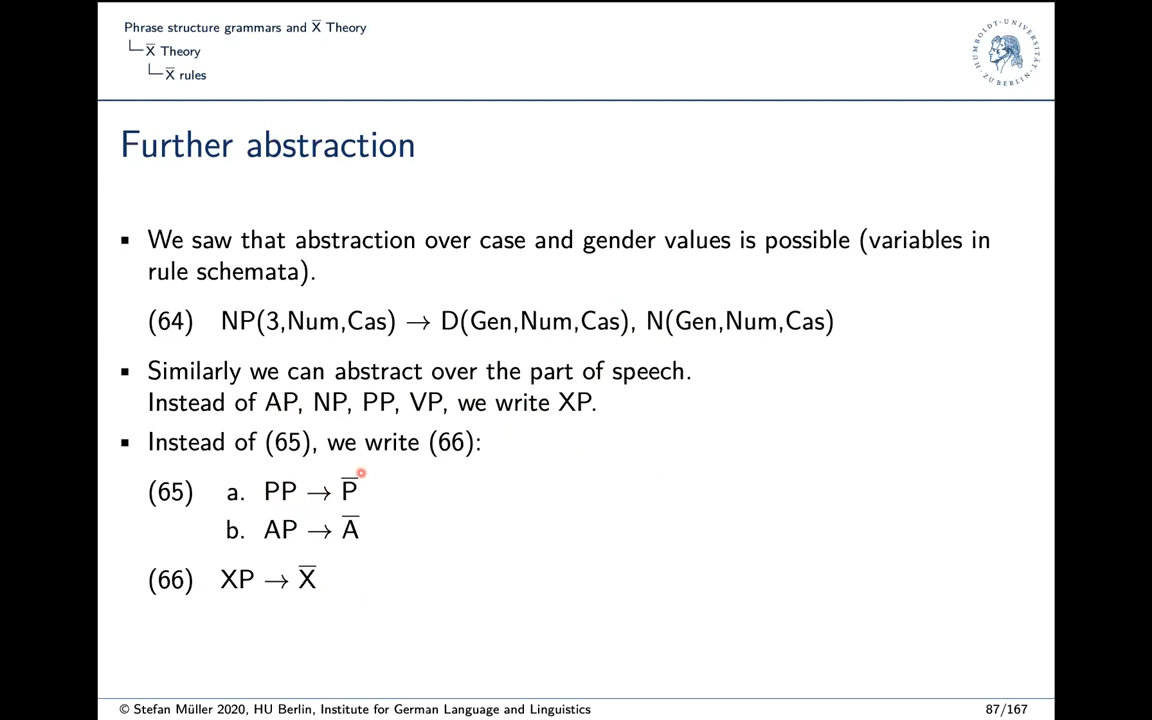 Phrase structure grammars and X̅ Theory
X̅ Theory
X̅ rules
HUMBOLDT-UNIVERSITÄT · ZU BERLIN ·
Further abstraction
▪ We saw that abstraction over case and gender values is possible (variables in
rule schemata).
(64) NP(3,Num,Cas) → D(Gen,Num,Cas), N(Gen,Num,Cas)
▪ Similarly we can abstract over the part of speech.
Instead of AP, NP, PP, VP, we write XP.
▪ Instead of (65), we write (66):
(65) a. PP → P̅
b. AP → A̅
(66) XP → X̅
© Stefan Müller 2020, HU Berlin, Institute for German Language and Linguistics 87/167